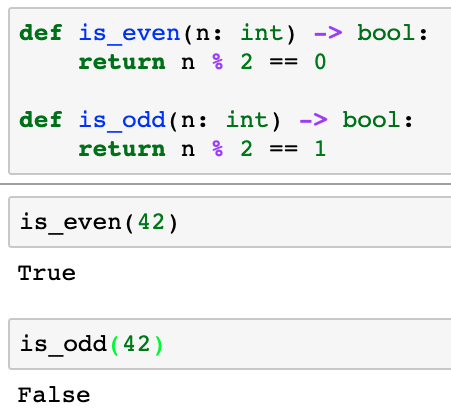 def is_even(n: int) -> bool:
    return n % 2 == 0
def is_odd(n: int) -> bool:
    return n % 2 == 1
is_even(42)
True
is_odd(42)
False